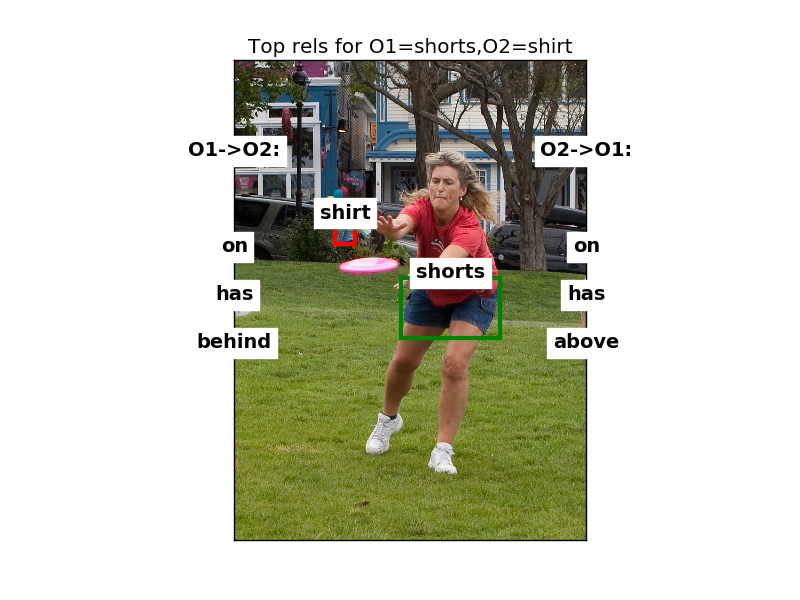 Top rels for O1=shorts,O2=shirt
O1->O2:
O2->O1:
shirt
on
on
shorts
has
has
behind
above